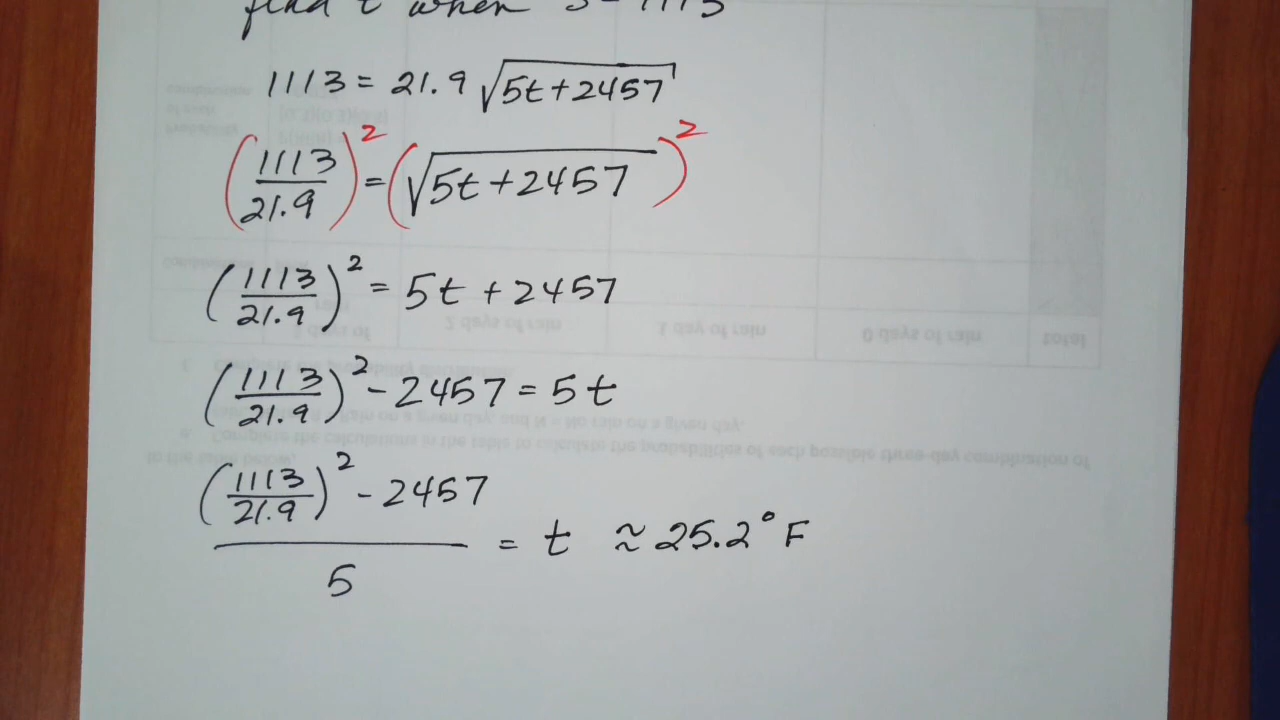 find t when S = 1113
1113 = 21.9 √(5t+2457)
(1113/21.9)² = (√(5t+2457))²
(1113/21.9)² = 5t + 2457
(1113/21.9)² - 2457 = 5t
((1113/21.9)² - 2457)/5 = t ≈ 25.2° F